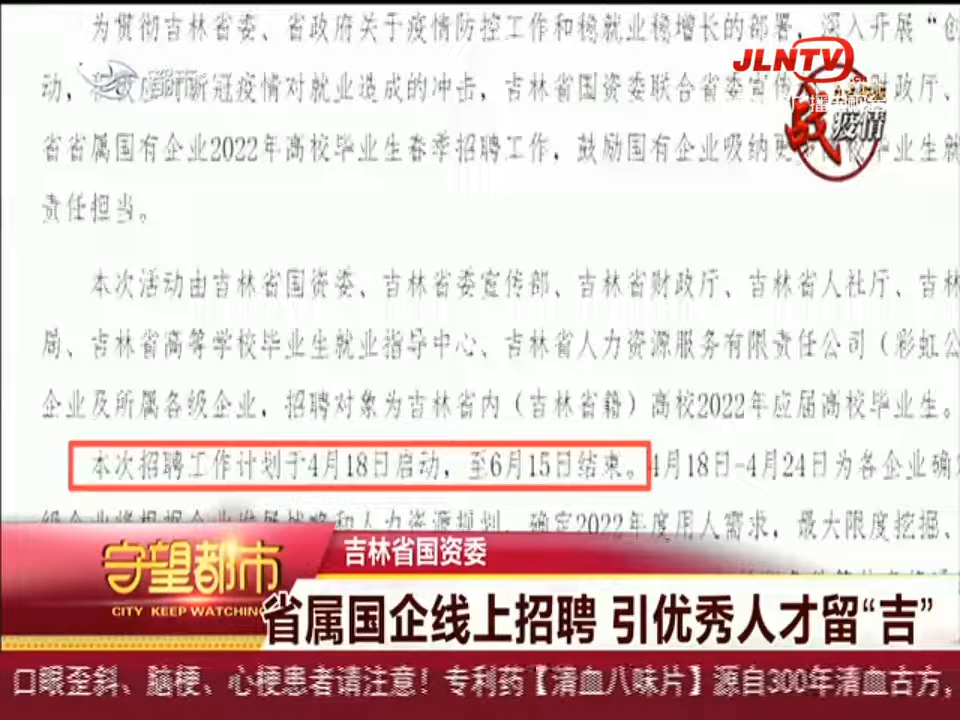 为贯彻吉林省委、省政府关于疫情防控工作和稳就业稳增长的部署，深入开展“创
JLNTV
动，新冠疫情对就业造成的冲击，吉林省国资委联合省委宣传 财政厅、
战疫情
省省属国有企业2022年高校毕业生春季招聘工作，鼓励国有企业吸纳更 毕业生就
责任担当。
本次活动由吉林省国资委、吉林省委宣传部、吉林省财政厅、吉林省人社厅、吉林
局、吉林省高等学校毕业生就业指导中心、吉林省人力资源服务有限责任公司（彩虹公
企业及所属各级企业，招聘对象为吉林省内（吉林省籍）高校2022年应届高校毕业生。
本次招聘工作计划于4月18日启动，至6月15日结束。4月18日-4月24日为各企业确
确定2022年度用人需求，最大限度挖掘、
守望都市
CITY KEEP WATCHING
吉林省国资委
省属国企线上招聘 引优秀人才留“吉”
口眼歪斜、脑梗、心梗患者请注意！专利药【清血八味片】源自300年清血古方，